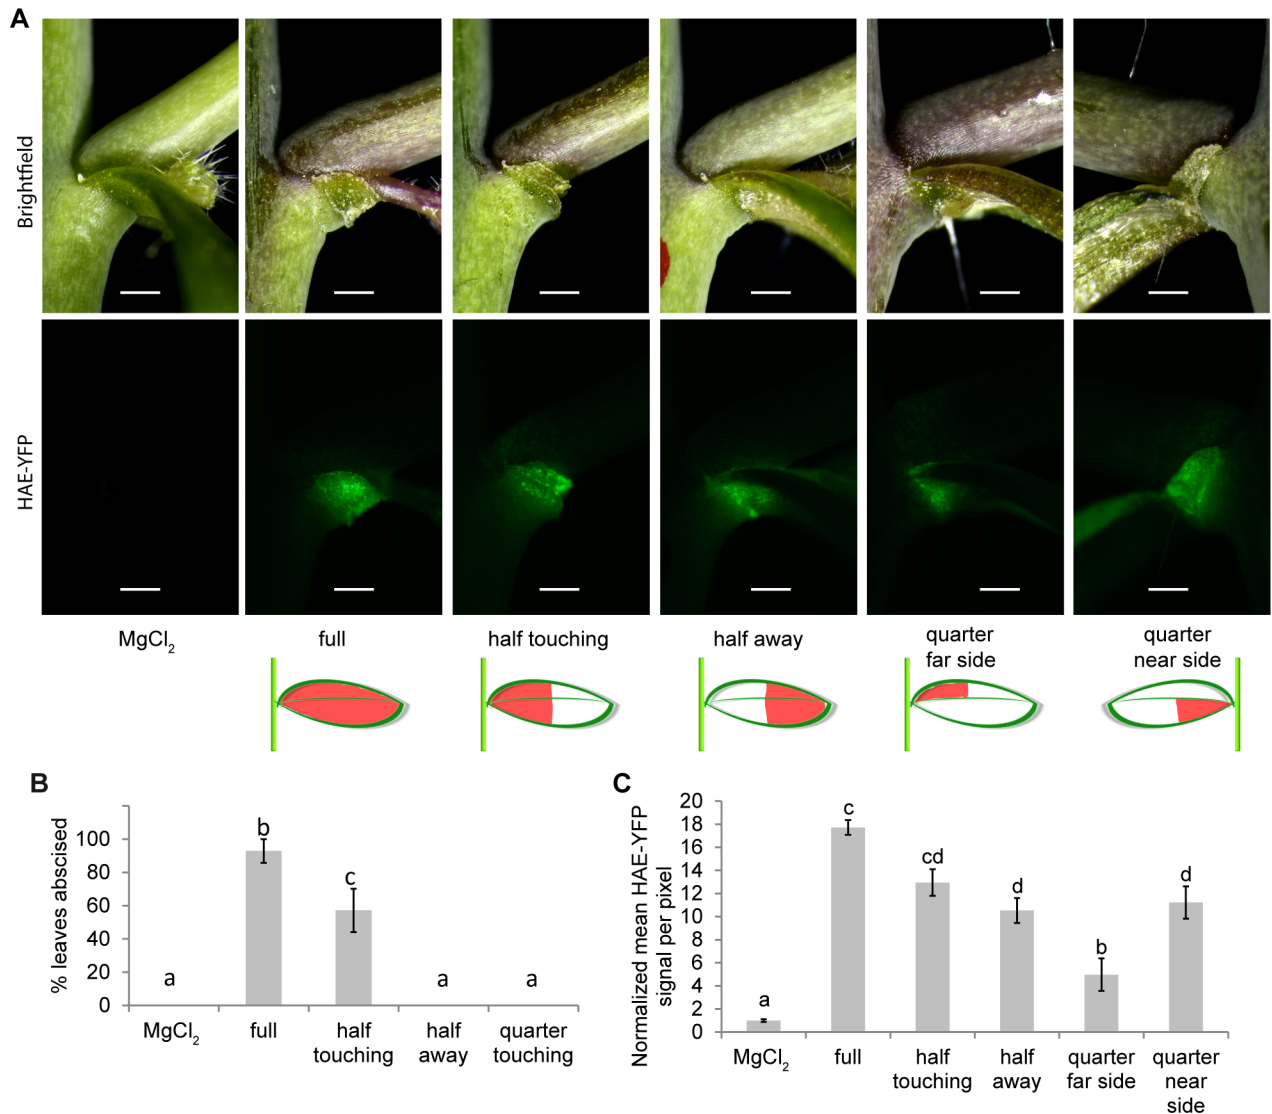 A
Brightfield
HAE-YFP
MgCl2
full
half touching
half away
quarter
far side
quarter
near side
B
% leaves abscised
100
80
60
40
20
0
a
b
c
a
a
MgCl2
full
half
touching
half
away
quarter
touching
C
Normalized mean HAE-YFP
signal per pixel
20
18
16
14
12
10
8
6
4
2
0
a
c
cd
d
b
d
MgCl2
full
half
touching
half
away
quarter
far side
quarter
near
side